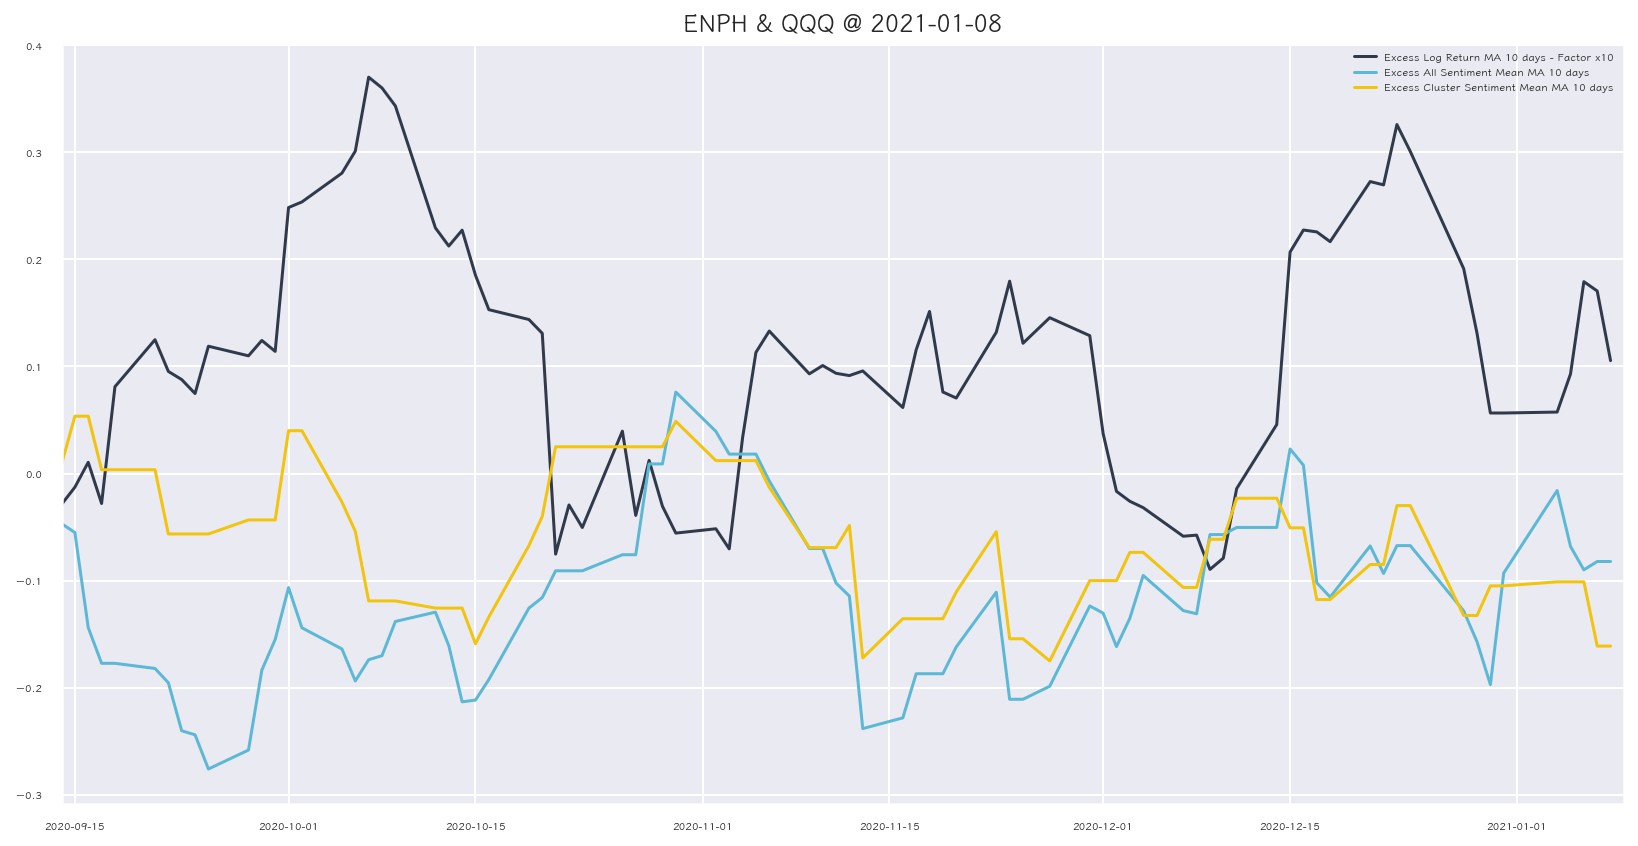 ENPH & QQQ @ 2021-01-08
Excess Log Return MA 10 days - Factor x10
Excess All Sentiment Mean MA 10 days
Excess Cluster Sentiment Mean MA 10 days
0.4
0.3
0.2
0.1
0.0
−0.1
−0.2
−0.3
2020-09-15 2020-10-01 2020-10-15 2020-11-01 2020-11-15 2020-12-01 2020-12-15 2021-01-01